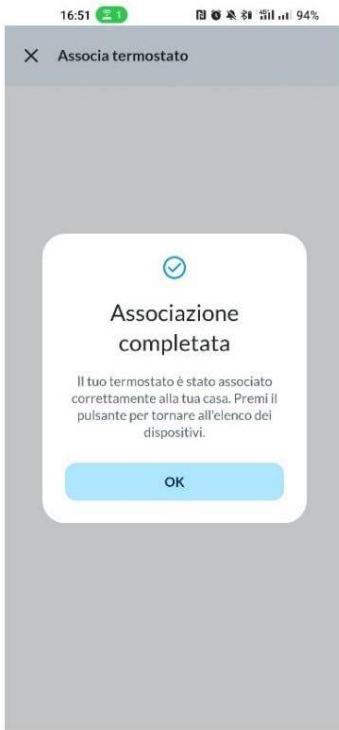 16:51 1 94%
Associa termostato
Associazione
completata
Il tuo termostato è stato associato
correttamente alla tua casa. Premi il
pulsante per tornare all'elenco dei
dispositivi.
OK